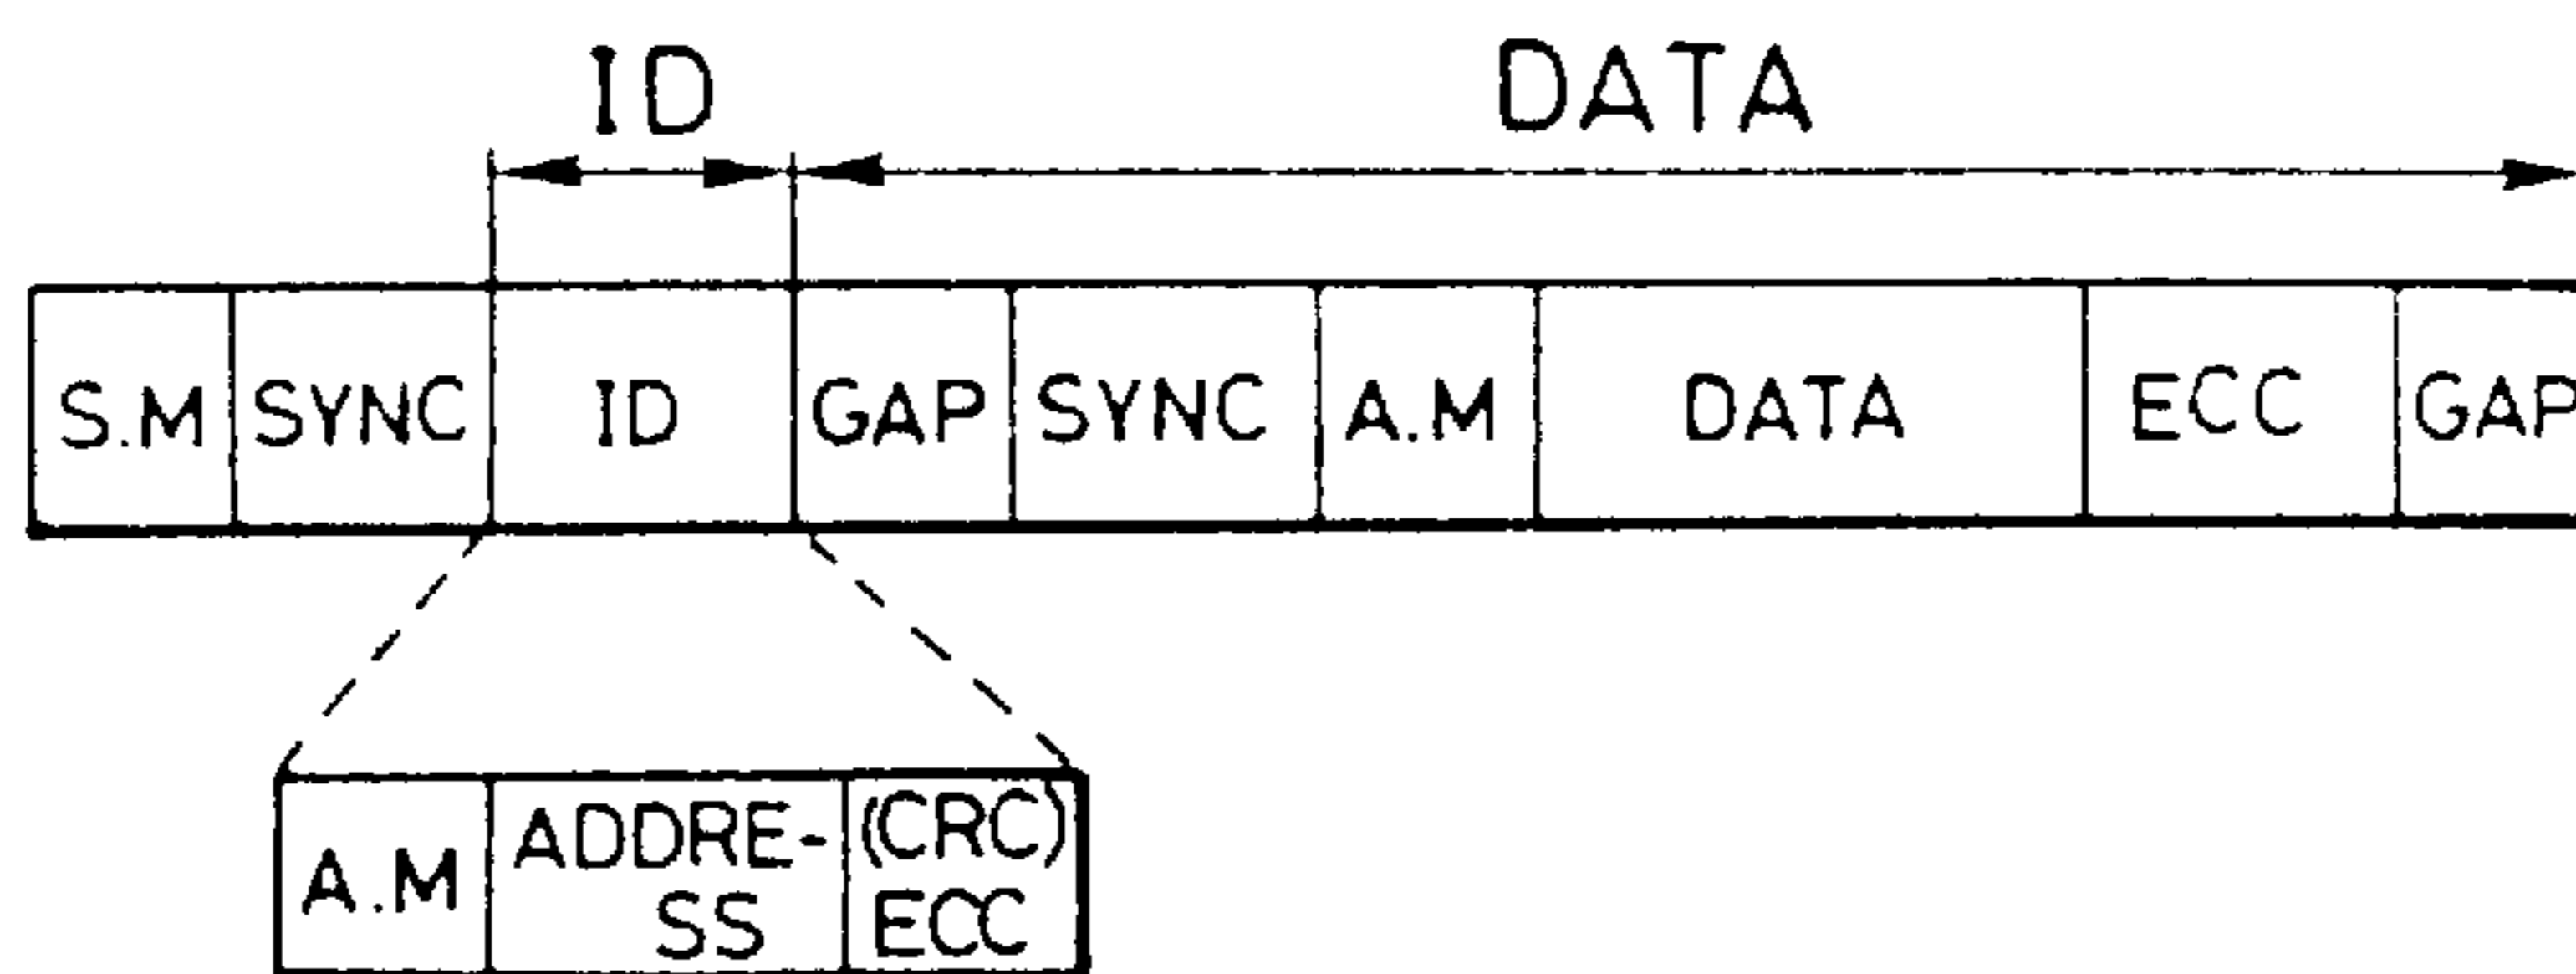 ID DATA
S.M SYNC ID GAP SYNC A.M DATA ECC GAP
A.M ADDRE- (CRC)
SS ECC